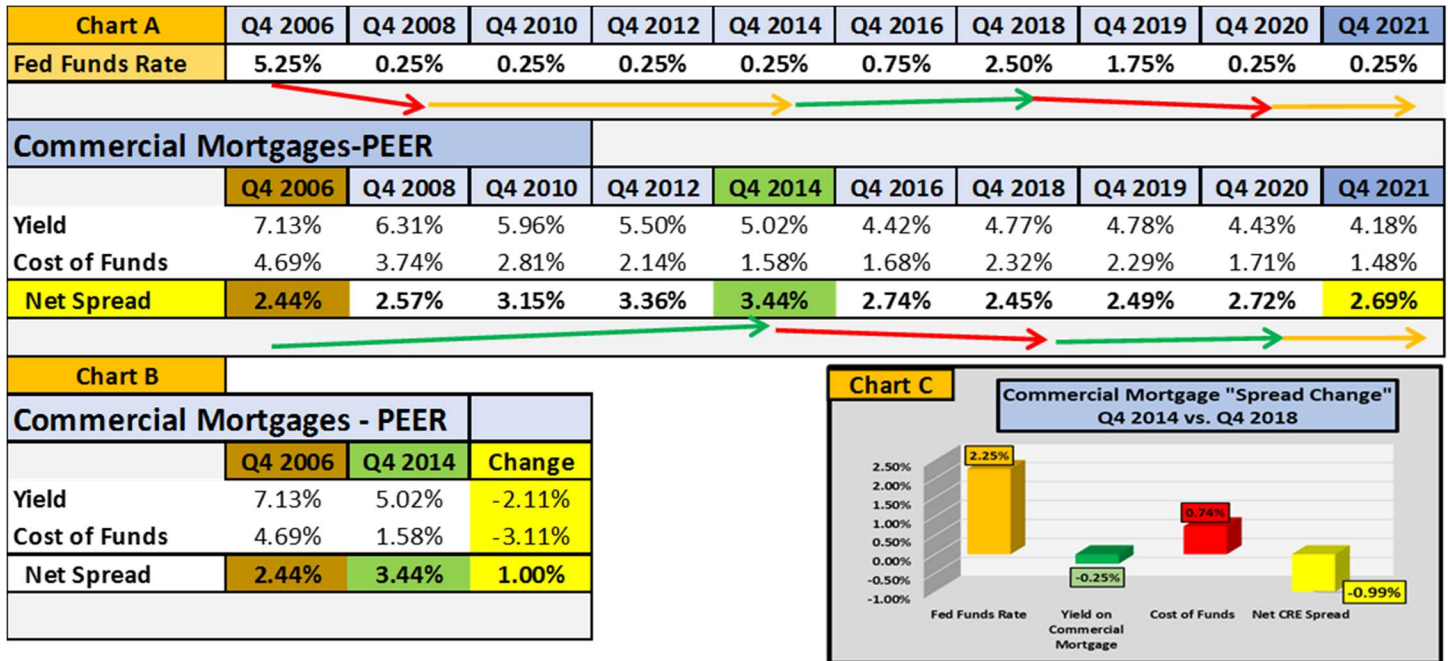 Chart A Q4 2006 Q4 2008 Q4 2010 Q4 2012 Q4 2014 Q4 2016 Q4 2018 Q4 2019 Q4 2020 Q4 2021
Fed Funds Rate 5.25% 0.25% 0.25% 0.25% 0.25% 0.75% 2.50% 1.75% 0.25% 0.25%
Commercial Mortgages-PEER
Q4 2006 Q4 2008 Q4 2010 Q4 2012 Q4 2014 Q4 2016 Q4 2018 Q4 2019 Q4 2020 Q4 2021
Yield 7.13% 6.31% 5.96% 5.50% 5.02% 4.42% 4.77% 4.78% 4.43% 4.18%
Cost of Funds 4.69% 3.74% 2.81% 2.14% 1.58% 1.68% 2.32% 2.29% 1.71% 1.48%
Net Spread 2.44% 2.57% 3.15% 3.36% 3.44% 2.74% 2.45% 2.49% 2.72% 2.69%
Chart B
Commercial Mortgages - PEER
Q4 2006 Q4 2014 Change
Yield 7.13% 5.02% -2.11%
Cost of Funds 4.69% 1.58% -3.11%
Net Spread 2.44% 3.44% 1.00%
Chart C
Commercial Mortgage "Spread Change"
Q4 2014 vs. Q4 2018
2.50%
2.00%
1.50%
1.00%
0.50%
0.00%
-0.50%
-1.00%
2.25%
-0.25%
0.74%
-0.99%
Fed Funds Rate
Yield on
Commercial
Mortgage
Cost of Funds
Net CRE Spread